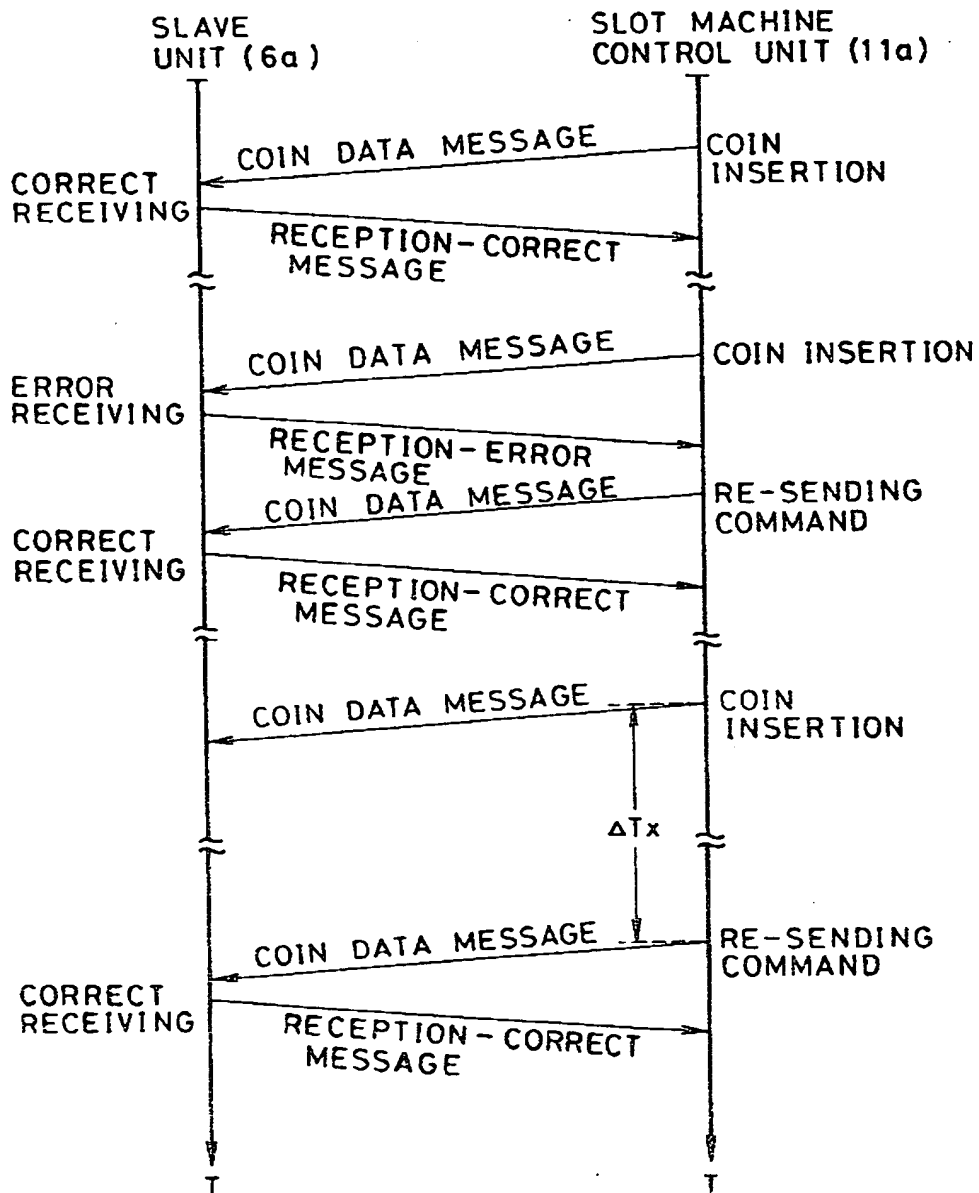 SLAVE
UNIT (6a)
SLOT MACHINE
CONTROL UNIT (11a)
COIN DATA MESSAGE
COIN
INSERTION
CORRECT
RECEIVING
RECEPTION-CORRECT
MESSAGE
COIN DATA MESSAGE
COIN INSERTION
ERROR
RECEIVING
RECEPTION-ERROR
MESSAGE
COIN DATA MESSAGE
RE-SENDING
COMMAND
CORRECT
RECEIVING
RECEPTION-CORRECT
MESSAGE
COIN DATA MESSAGE
COIN
INSERTION
ΔTx
COIN DATA MESSAGE
RE-SENDING
COMMAND
CORRECT
RECEIVING
RECEPTION-CORRECT
MESSAGE
T
T